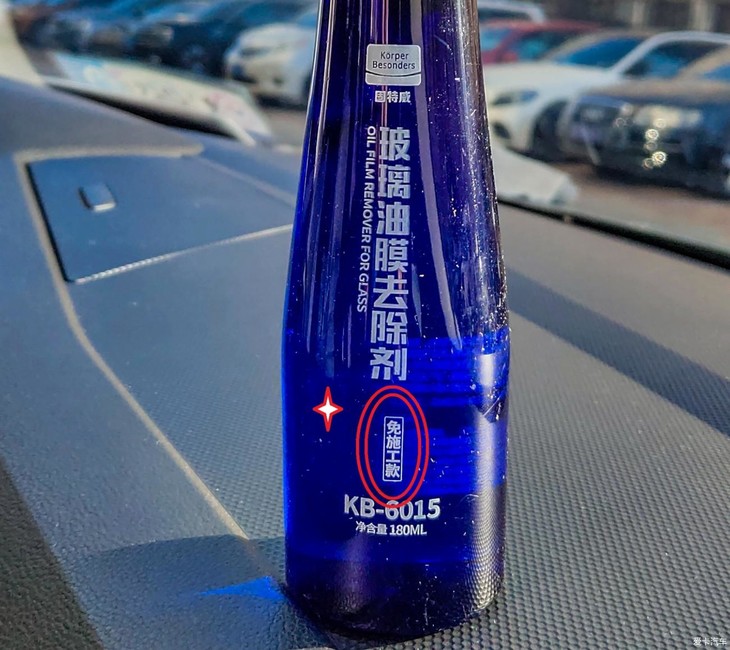 Körper
Besonders
固特威
玻璃油膜去除剂
OIL FILM REMOVER FOR GLASS
免施工款
KB-6015
净含量 180ML
爱卡汽车